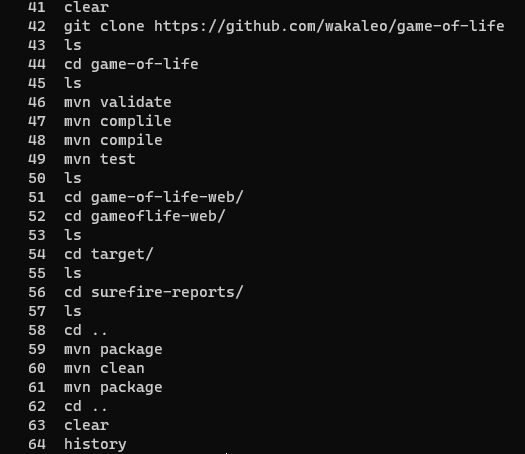 41 clear
42 git clone https://github.com/wakaleo/game-of-life
43 ls
44 cd game-of-life
45 ls
46 mvn validate
47 mvn complile
48 mvn compile
49 mvn test
50 ls
51 cd game-of-life-web/
52 cd gameoflife-web/
53 ls
54 cd target/
55 ls
56 cd surefire-reports/
57 ls
58 cd ..
59 mvn package
60 mvn clean
61 mvn package
62 cd ..
63 clear
64 history